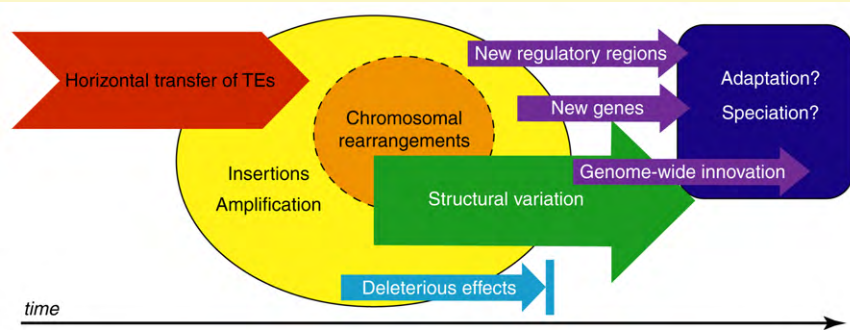 Horizontal transfer of TEs
New regulatory regions
New genes
Adaptation?
Speciation?
Chromosomal
rearrangements
Insertions
Amplification
Structural variation
Genome-wide innovation
Deleterious effects
time